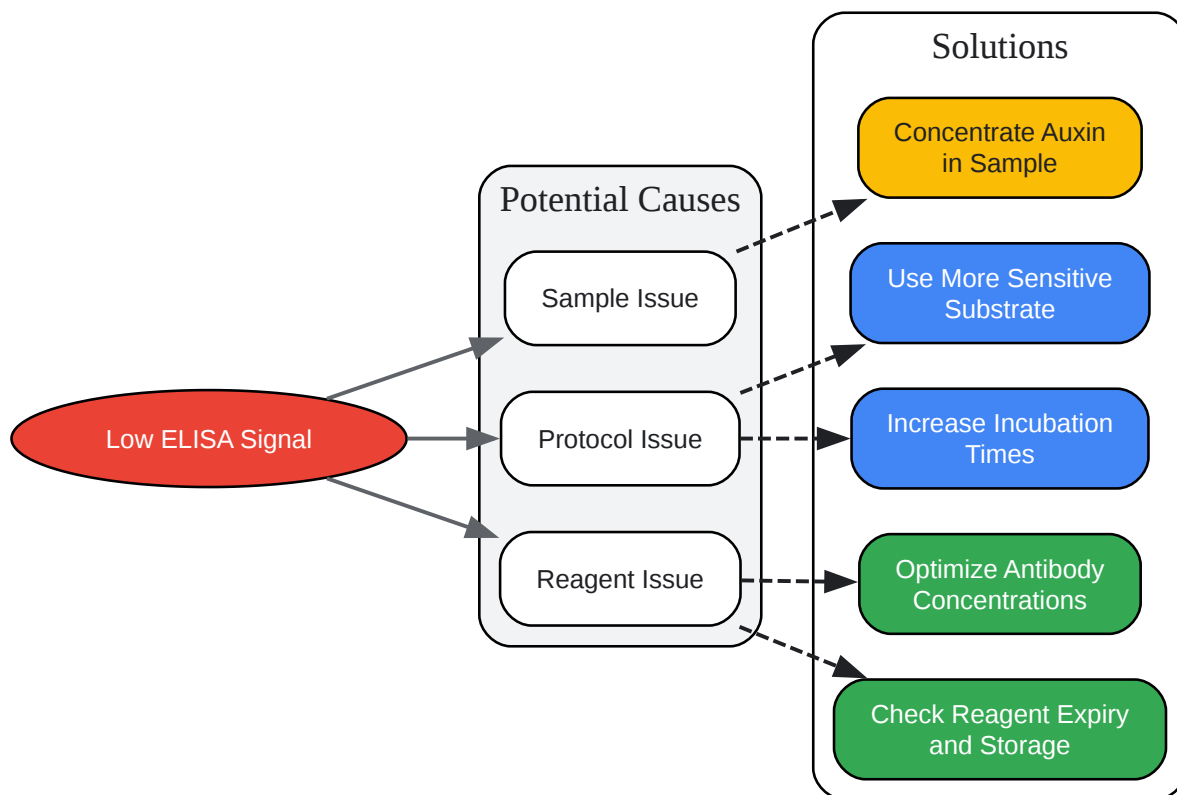 Low ELISA Signal
Potential Causes
Sample Issue
Protocol Issue
Reagent Issue
Solutions
Concentrate Auxin
in Sample
Use More Sensitive
Substrate
Increase Incubation
Times
Optimize Antibody
Concentrations
Check Reagent Expiry
and Storage